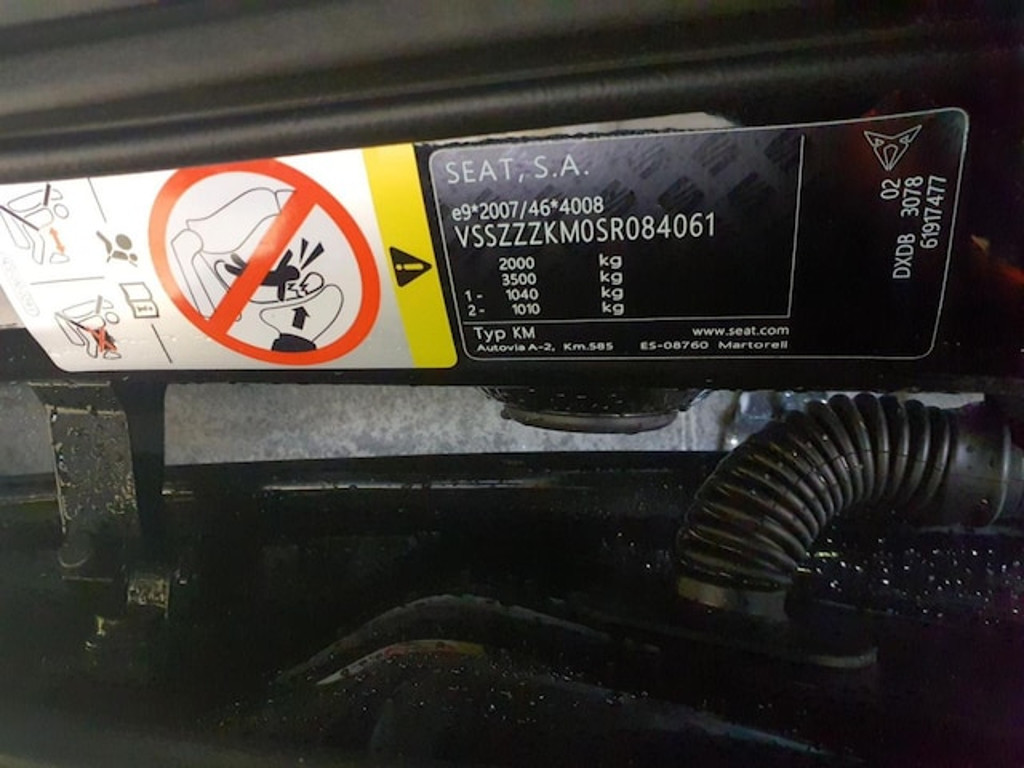 SEAT, S.A.
e9*2007/46*4008
VSSZZZKM0SR084061
2000 kg
3500 kg
1- 1040 kg
2- 1010 kg
Typ KM www.seat.com
Autovia A-2, Km.585 ES-08760 Martorell
02
DXDB 3078
61917477